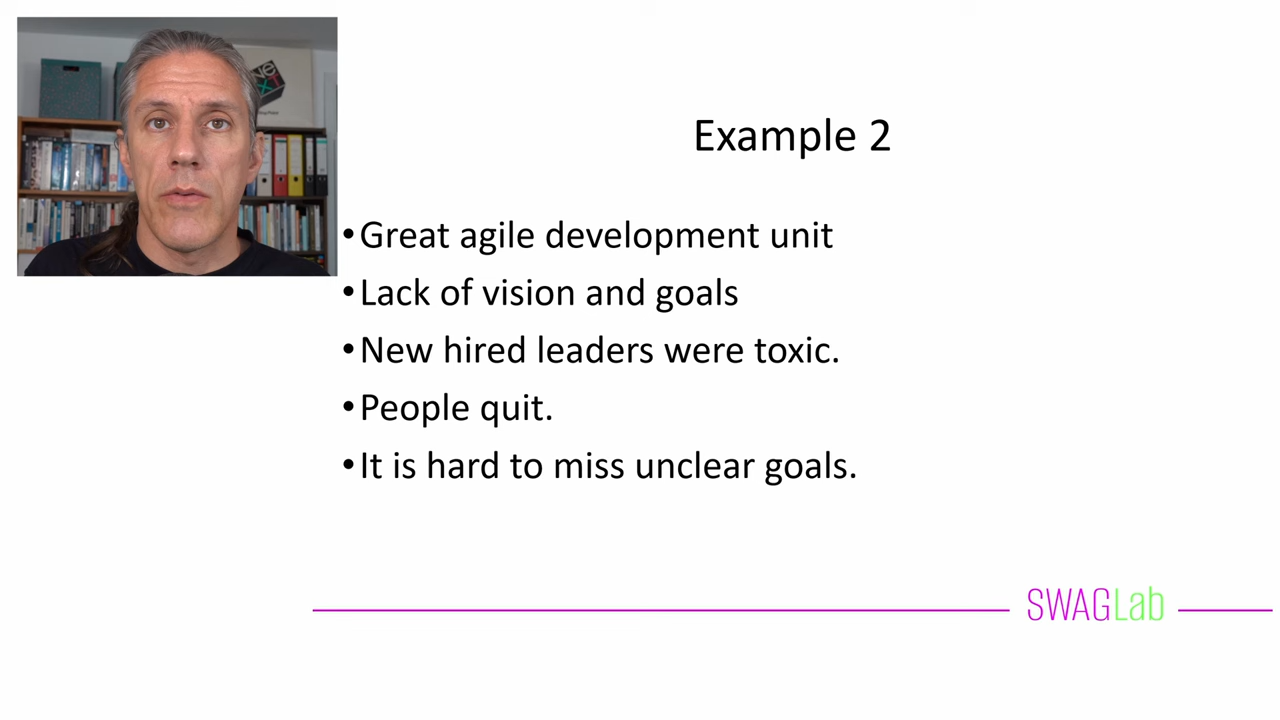 NeXT
Example 2
•Great agile development unit
•Lack of vision and goals
•New hired leaders were toxic.
•People quit.
•It is hard to miss unclear goals.
SWAGLab